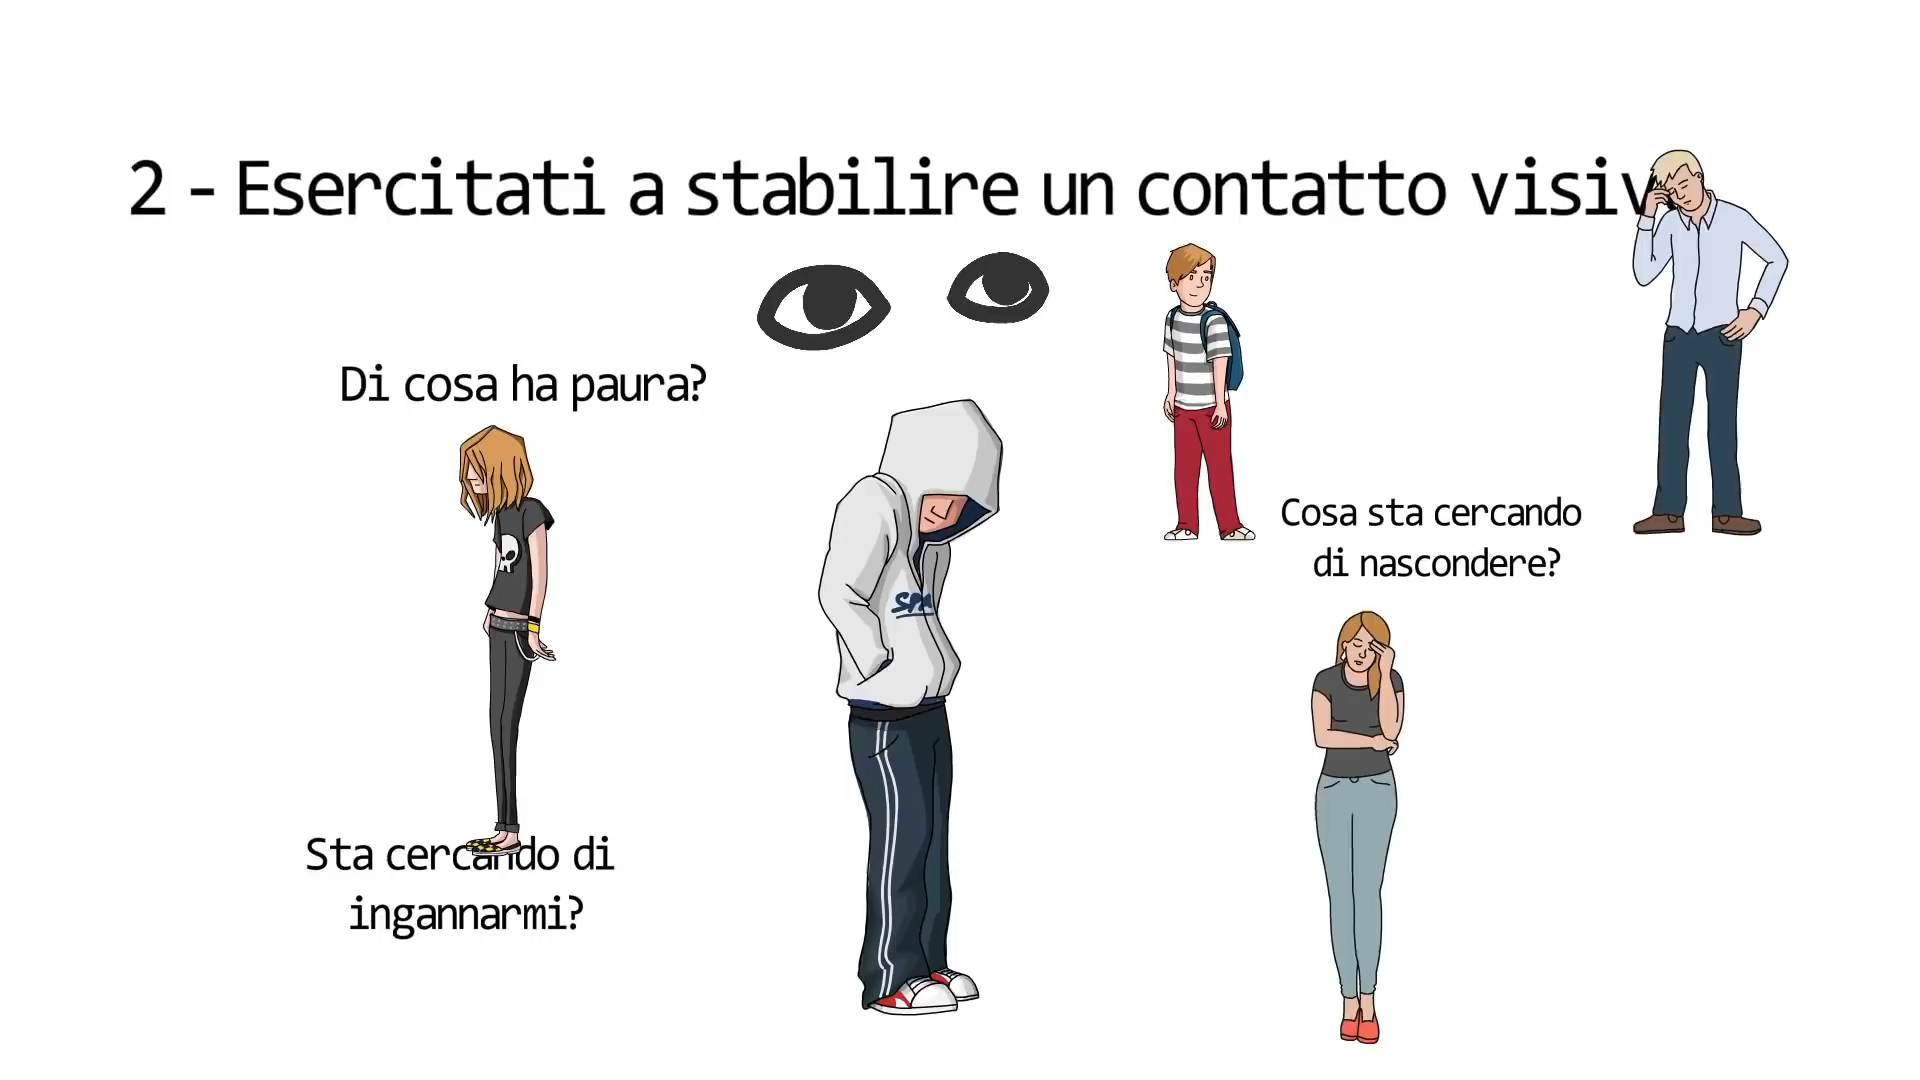 2 - Esercitati a stabilire un contatto visiv
Di cosa ha paura?
Cosa sta cercando
di nascondere?
Sta cercando di
ingannarmi?